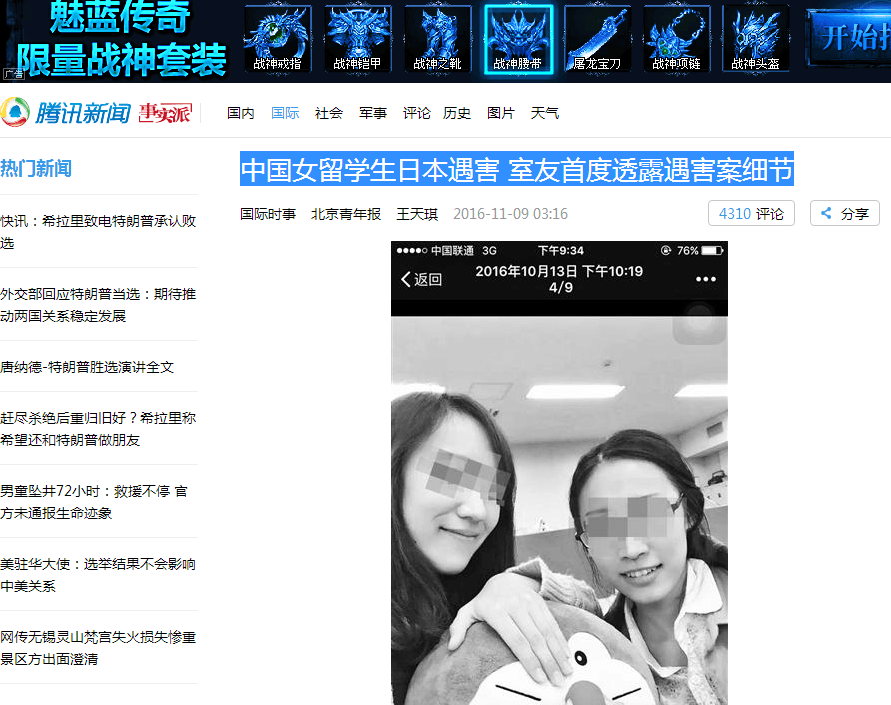 魅蓝传奇
限量战神套装
广告
战神戒指
战神铠甲
战神之靴
战神腰带
屠龙宝刀
战神项链
战神头盔
开始
腾讯新闻 事实派
国内 国际 社会 军事 评论 历史 图片 天气
热门新闻
快讯：希拉里致电特朗普承认败
选
外交部回应特朗普当选：期待推
动两国关系稳定发展
唐纳德-特朗普胜选演讲全文
赶尽杀绝后重归旧好？希拉里称
希望还和特朗普做朋友
男童坠井72小时：救援不停 官
方未通报生命迹象
美驻华大使：选举结果不会影响
中美关系
网传无锡灵山梵宫失火损失惨重
景区方出面澄清
中国女留学生日本遇害 室友首度透露遇害案细节
国际时事 北京青年报 王天琪 2016-11-09 03:16
4310 评论
分享
中国联通 3G 下午9:34 76%
返回
2016年10月13日 下午10:19
4/9